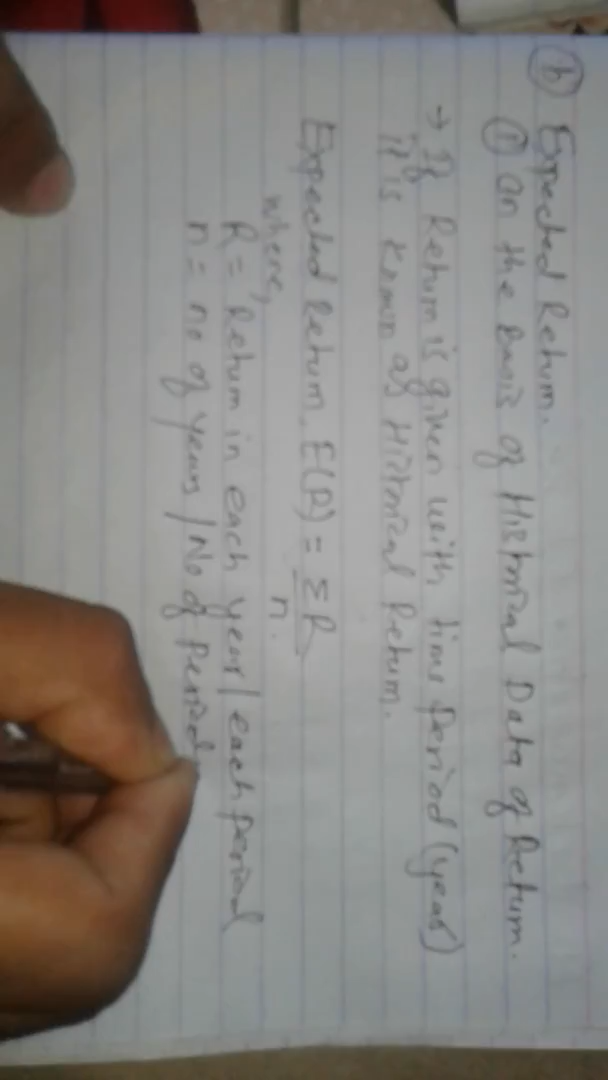 (b) Expected Return.
① On the Basis of Historical Data of Return.
→ If Return is given with time Period (year)
it is known as Historical Return.
Expected Return, E(R) = ΣR
n.
where,
R = Return in each year / each period
n = no of years / No of Period